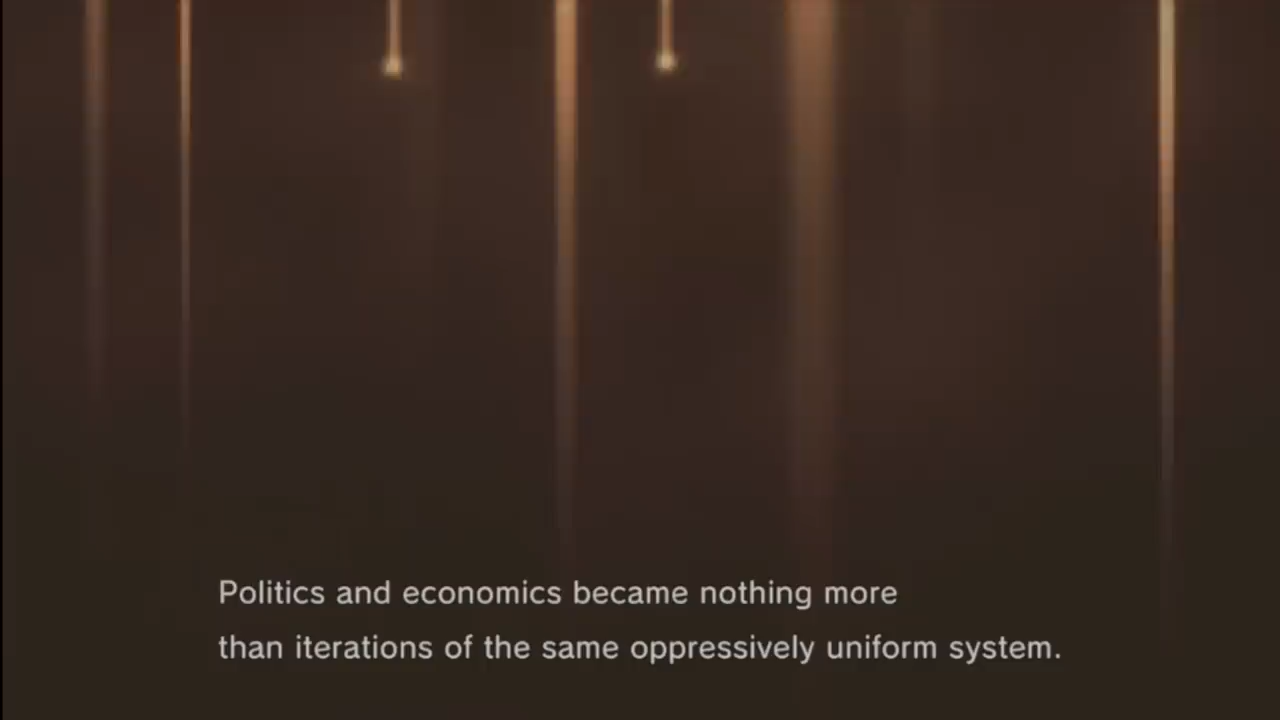 Politics and economics became nothing more
than iterations of the same oppressively uniform system.